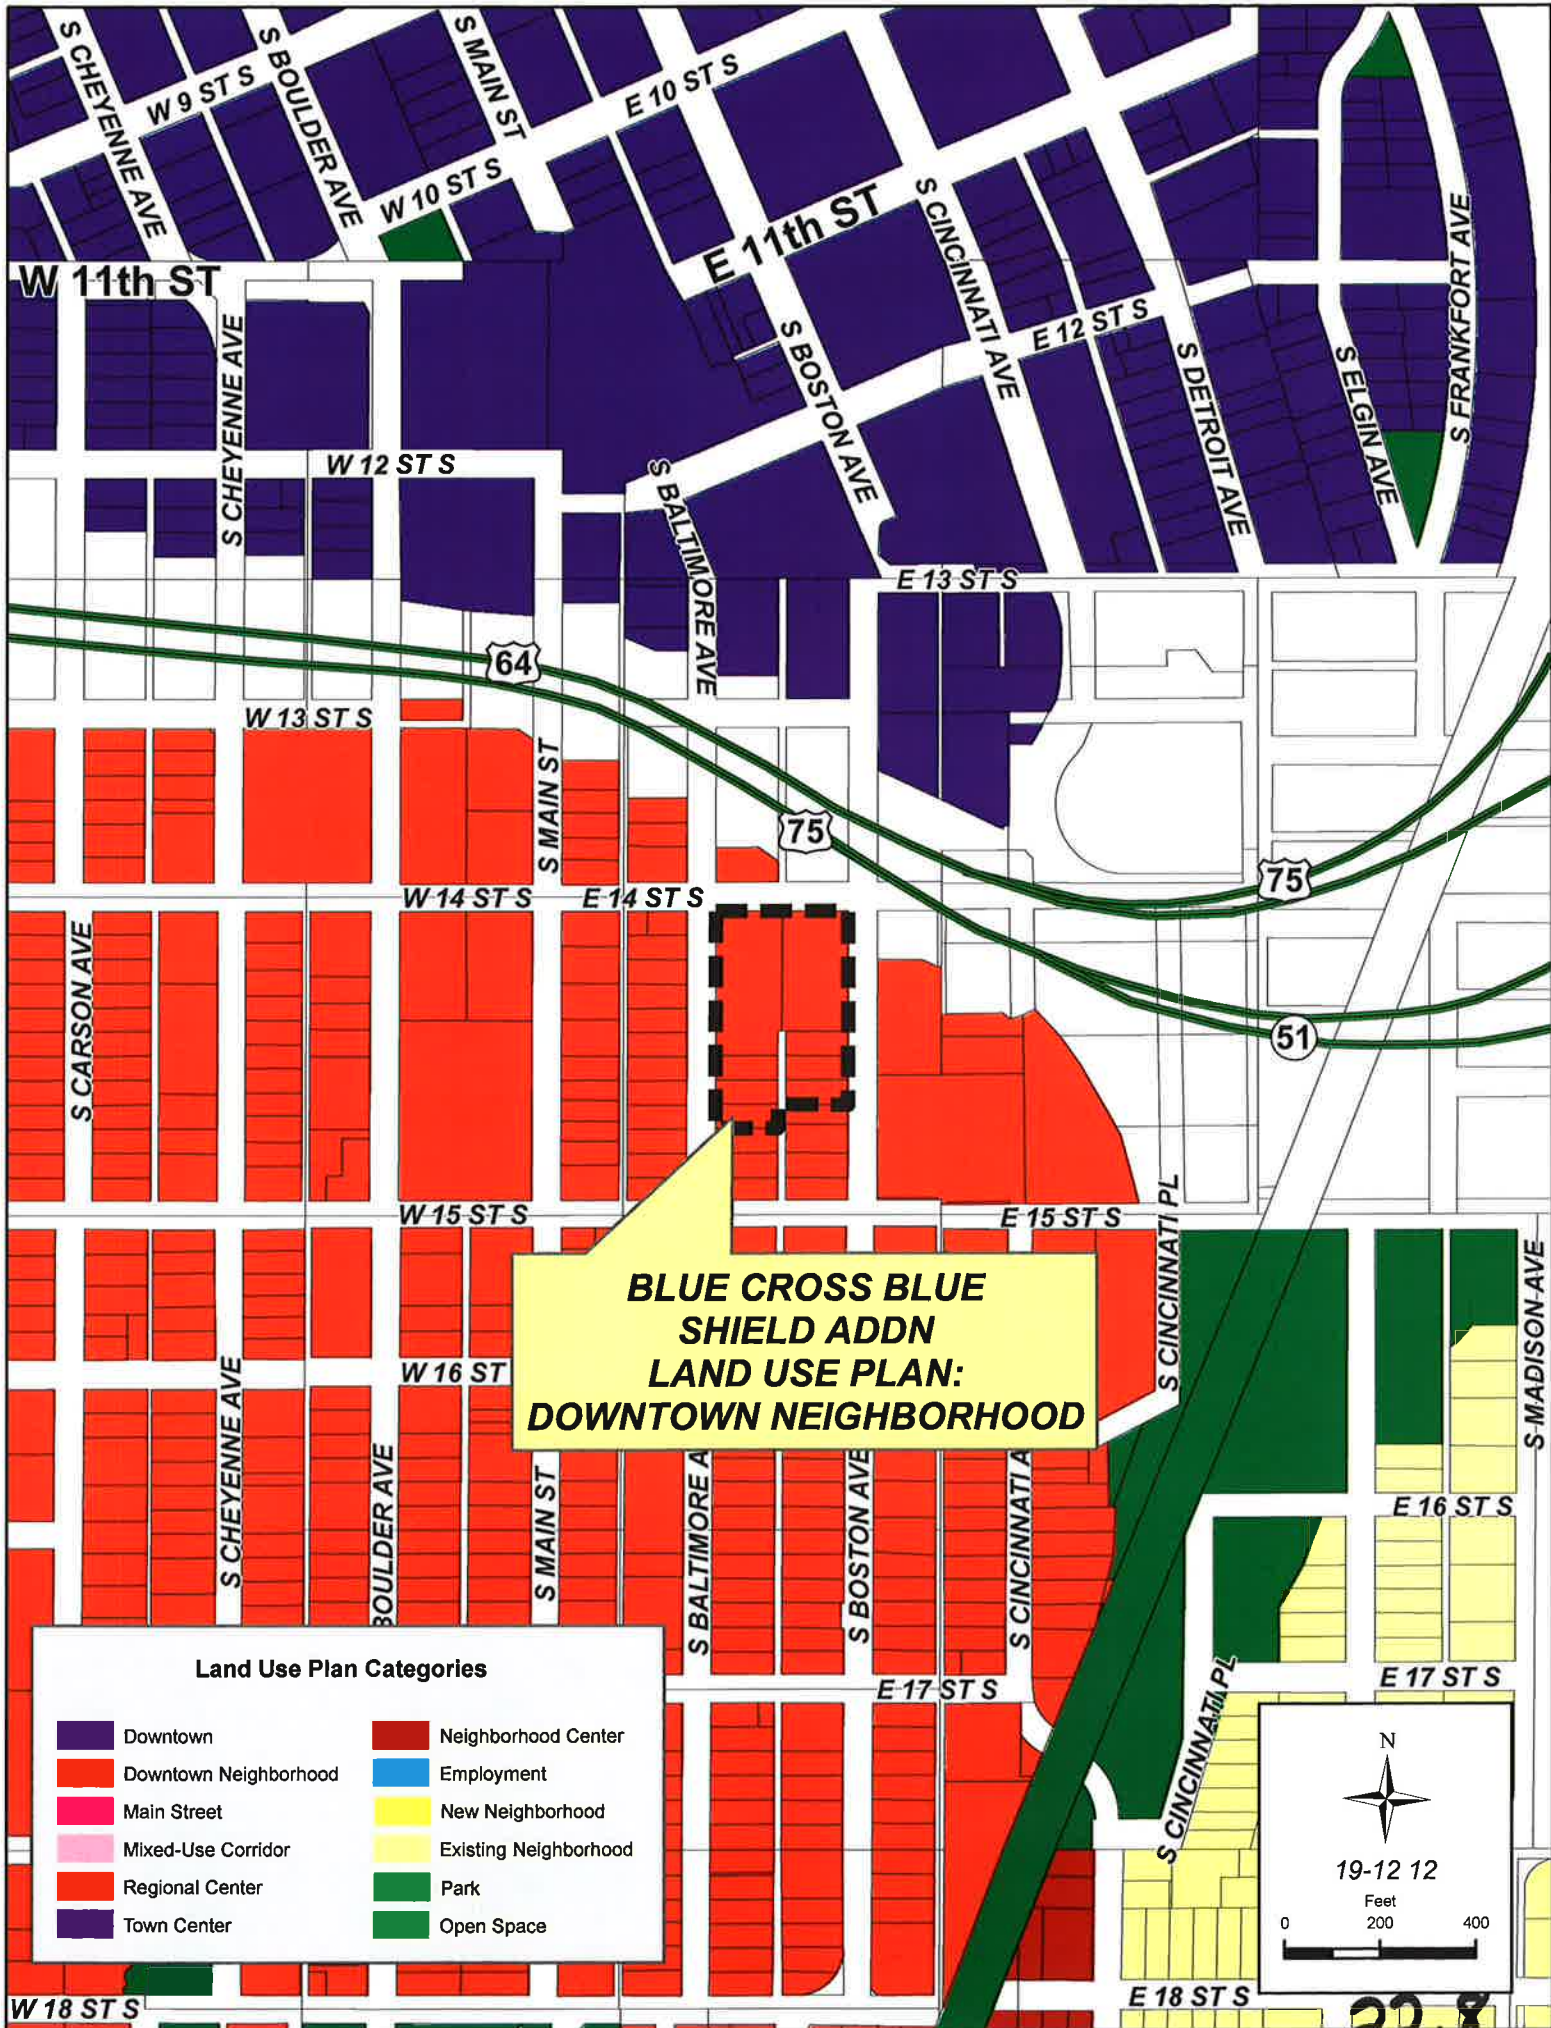 S CHEYENNE AVE
S BOULDER AVE
S MAIN ST
W 9 ST S
E 10 ST S
W 10 ST S
E 11th ST
S CINCINNATI AVE
S FRANKFORT AVE
W 11th ST
S CHEYENNE AVE
S BOSTON AVE
E 12 ST S
S DETROIT AVE
S ELGIN AVE
W 12 ST S
S BALTIMORE AVE
E 13 ST S
64
W 13 ST S
S MAIN ST
75
75
W 14 ST S
E 14 ST S
S CARSON AVE
51
W 15 ST S
E 15 ST S
S CINCINNATI PL
S MADISON AVE
BLUE CROSS BLUE
SHIELD ADDN
LAND USE PLAN:
DOWNTOWN NEIGHBORHOOD
W 16 ST
S CHEYENNE AVE
BOULDER AVE
S MAIN ST
S BALTIMORE A
S BOSTON AVE
S CINCINNATI A
E 16 ST S
E 17 ST S
E 17 ST S
S CINCINNATI PL
Land Use Plan Categories
Downtown
Downtown Neighborhood
Main Street
Mixed-Use Corridor
Regional Center
Town Center
Neighborhood Center
Employment
New Neighborhood
Existing Neighborhood
Park
Open Space
N
19-12 12
Feet
0 200 400
W 18 ST S
E 18 ST S
22.8